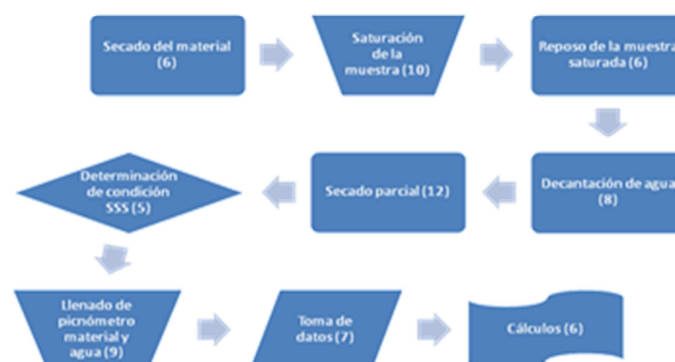 Secado del material
(6)
Saturación
de la
muestra (10)
Reposo de la muestra
saturada (6)
Decantación de agua
(8)
Secado parcial (12)
Determinación
de condición
SSS (5)
Llenado de
picnómetro
material y
agua (9)
Toma de
datos (7)
Cálculos (6)